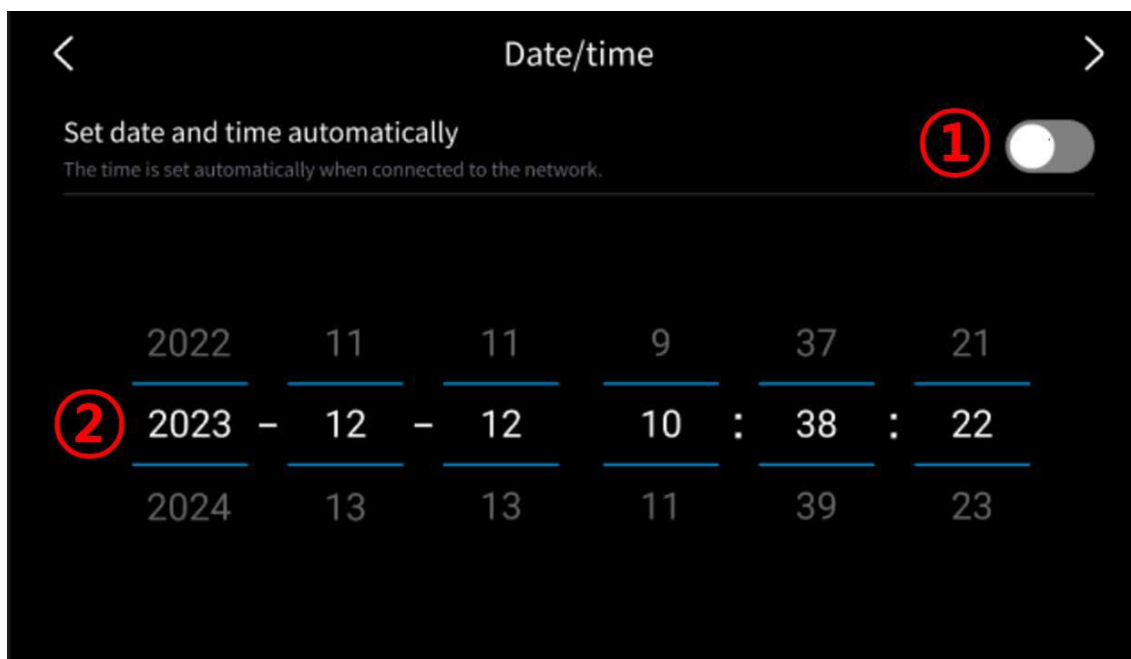 Date/time
Set date and time automatically
①
The time is set automatically when connected to the network.
2022 11 11 9 37 21
② 2023 – 12 – 12 10 : 38 : 22
2024 13 13 11 39 23